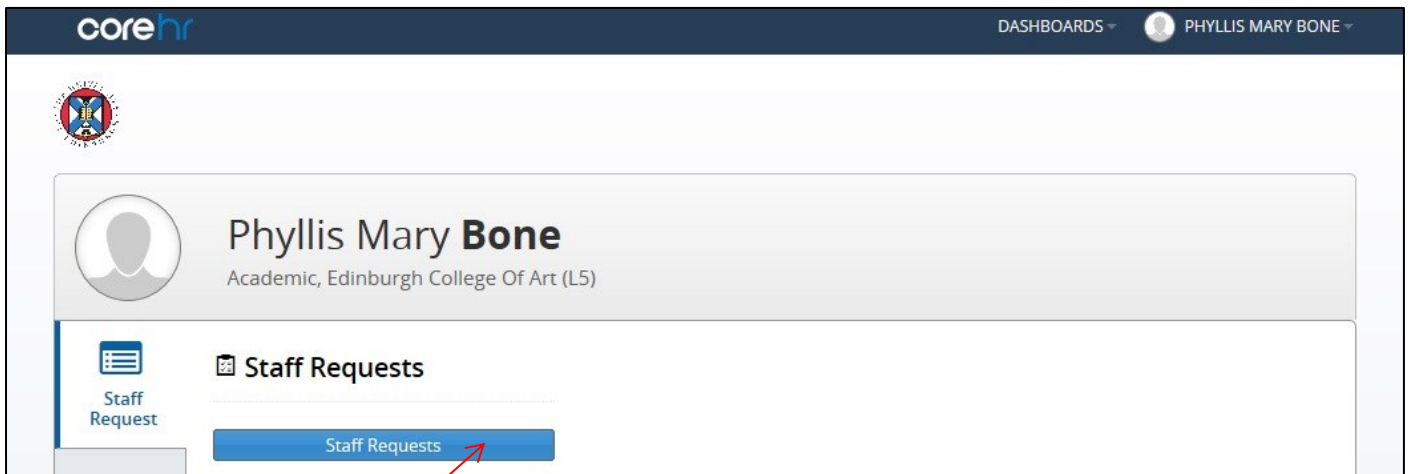 corehr
DASHBOARDS
PHYLLIS MARY BONE
Phyllis Mary Bone
Academic, Edinburgh College Of Art (L5)
Staff
Request
Staff Requests
Staff Requests